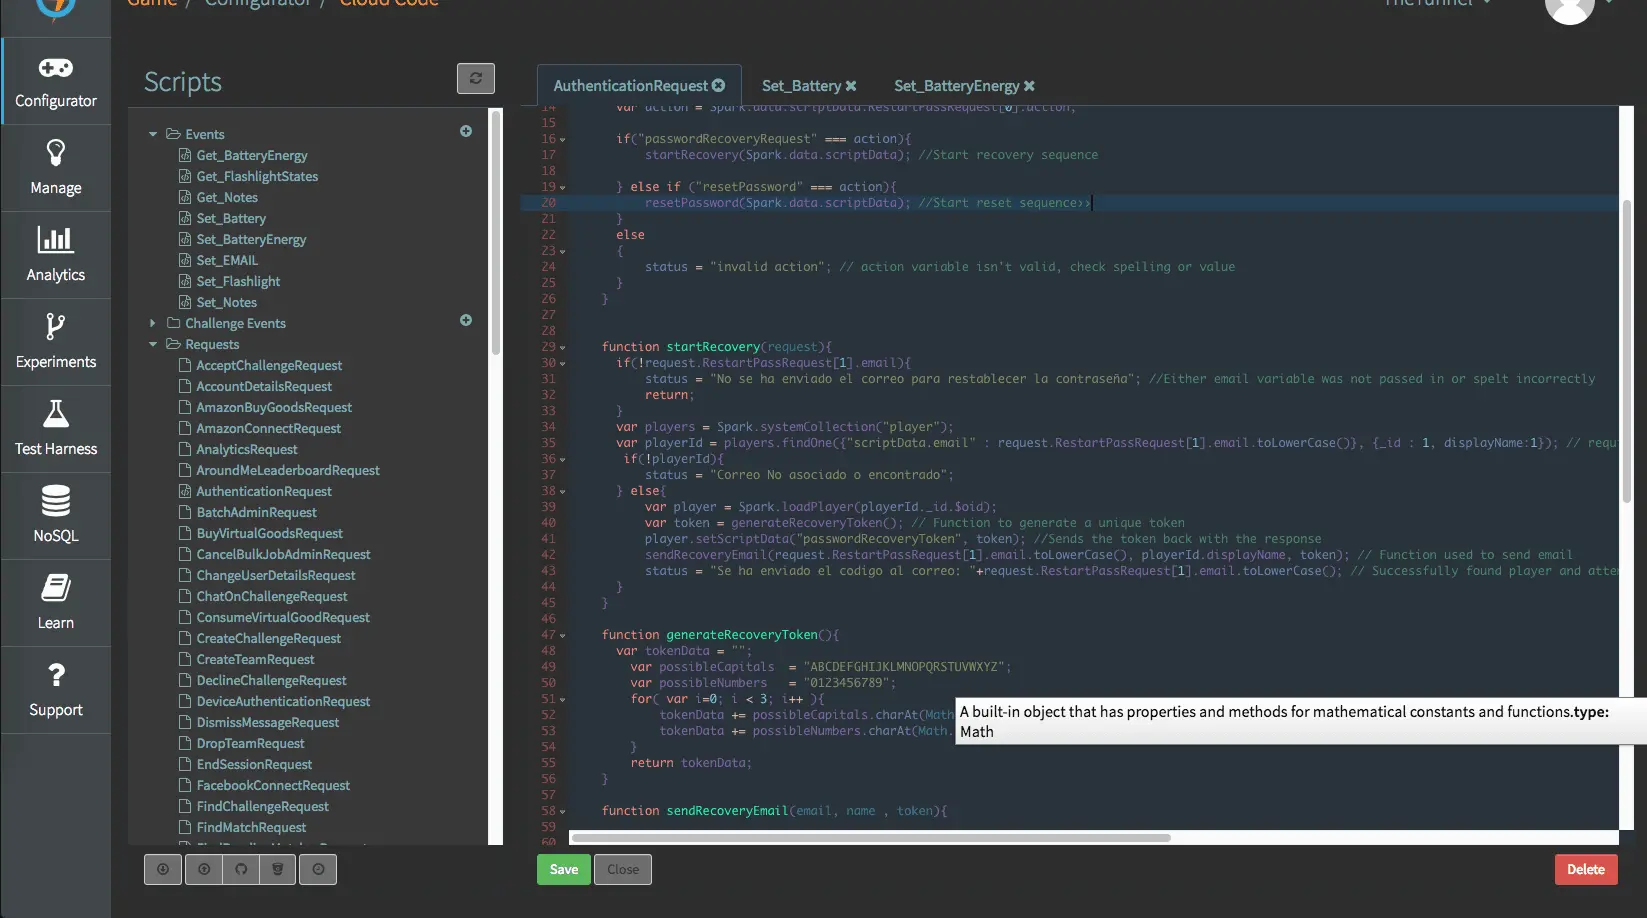 Game / Configurator / Cloud Code
TheTunnel
Configurator
Manage
Analytics
Experiments
Test Harness
NoSQL
Learn
Support
Scripts
Events
Get_BatteryEnergy
Get_FlashlightStates
Get_Notes
Set_Battery
Set_BatteryEnergy
Set_EMAIL
Set_Flashlight
Set_Notes
Challenge Events
Requests
AcceptChallengeRequest
AccountDetailsRequest
AmazonBuyGoodsRequest
AmazonConnectRequest
AnalyticsRequest
AroundMeLeaderboardRequest
AuthenticationRequest
BatchAdminRequest
BuyVirtualGoodsRequest
CancelBulkJobAdminRequest
ChangeUserDetailsRequest
ChatOnChallengeRequest
ConsumeVirtualGoodRequest
CreateChallengeRequest
CreateTeamRequest
DeclineChallengeRequest
DeviceAuthenticationRequest
DismissMessageRequest
DropTeamRequest
EndSessionRequest
FacebookConnectRequest
FindChallengeRequest
FindMatchRequest
AuthenticationRequest Set_Battery Set_BatteryEnergy
14 var action = Spark.data.scriptData.RestartPassRequest[0].action;
15
16 if("passwordRecoveryRequest" === action){
17 startRecovery(Spark.data.scriptData); //Start recovery sequence
18
19 } else if ("resetPassword" === action){
20 resetPassword(Spark.data.scriptData); //Start reset sequence››
21 }
22 else
23 {
24 status = "invalid action"; // action variable isn't valid, check spelling or value
25 }
26 }
27
28
29 function startRecovery(request){
30 if(!request.RestartPassRequest[1].email){
31 status = "No se ha enviado el correo para restablecer la contraseña"; //Either email variable was not passed in or spelt incorrectly
32 return;
33 }
34 var players = Spark.systemCollection("player");
35 var playerId = players.findOne({"scriptData.email" : request.RestartPassRequest[1].email.toLowerCase()}, {_id : 1, displayName:1}); // requ
36 if(!playerId){
37 status = "Correo No asociado o encontrado";
38 } else{
39 var player = Spark.loadPlayer(playerId._id.$oid);
40 var token = generateRecoveryToken(); // Function to generate a unique token
41 player.setScriptData("passwordRecoveryToken", token); //Sends the token back with the response
42 sendRecoveryEmail(request.RestartPassRequest[1].email.toLowerCase(), playerId.displayName, token); // Function used to send email
43 status = "Se ha enviado el codigo al correo: "+request.RestartPassRequest[1].email.toLowerCase(); // Successfully found player and atte
44 }
45 }
46
47 function generateRecoveryToken(){
48 var tokenData = "";
49 var possibleCapitals = "ABCDEFGHIJKLMNOPQRSTUVWXYZ";
50 var possibleNumbers = "0123456789";
51 for( var i=0; i < 3; i++ ){
52 tokenData += possibleCapitals.charAt(Math
53 tokenData += possibleNumbers.charAt(Math.
54 }
55 return tokenData;
56 }
57
58 function sendRecoveryEmail(email, name , token){
59
60
A built-in object that has properties and methods for mathematical constants and functions.type:
Math
Save
Close
Delete